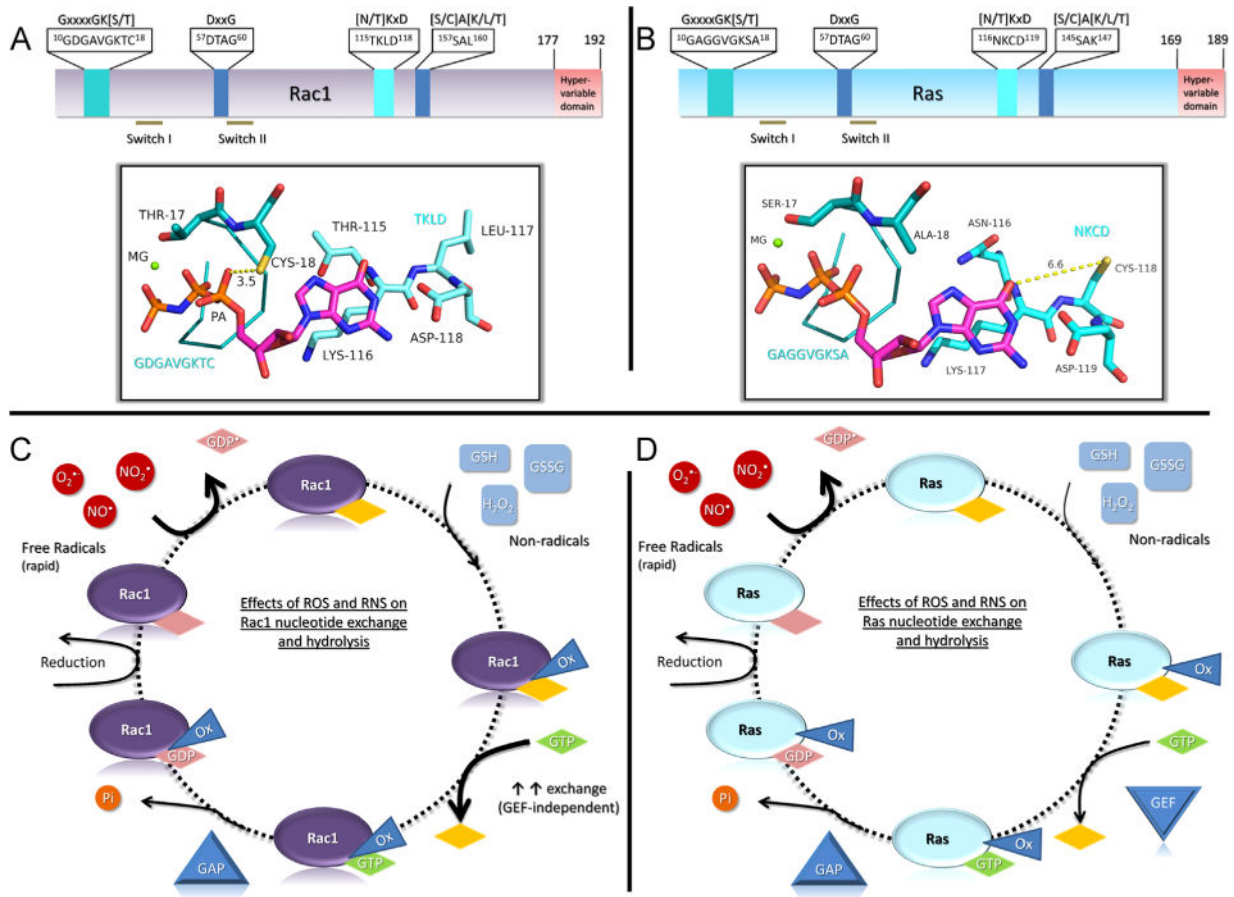 A
GxxxxGK[S/T]
DxxG
[N/T]KxD
[S/C]A[K/L/T]
¹⁰GDGAVGKTC¹⁸
⁵⁷DTAG⁶⁰
¹¹⁵TKLD¹¹⁸
¹⁵⁷SAL¹⁶⁰
177
192
Rac1
Hyper-
variable
domain
Switch I
Switch II
THR-17
MG
CYS-18
3.5
PA
THR-115
TKLD
LEU-117
ASP-118
LYS-116
GDGAVGKTC
B
GxxxxGK[S/T]
DxxG
[N/T]KxD
[S/C]A[K/L/T]
¹⁰GAGGVGKSA¹⁸
⁵⁷DTAG⁶⁰
¹¹⁶NKCD¹¹⁹
¹⁴⁵SAK¹⁴⁷
169
189
Ras
Hyper-
variable
domain
Switch I
Switch II
SER-17
MG
ALA-18
ASN-116
NKCD
6.6
CYS-118
GAGGVGKSA
LYS-117
ASP-119
C
O₂•-
NO₂•
NO•
GDP•
Free Radicals
(rapid)
Rac1
GSH
GSSG
H₂O₂
Non-radicals
Rac1
Effects of ROS and RNS on
Rac1 nucleotide exchange
and hydrolysis
Reduction
Rac1
Ox
Rac1
Ox
GDP
GTP
↑ ↑ exchange
(GEF-independent)
Pi
GAP
Rac1
Ox
GTP
D
O₂•-
NO₂•
NO•
GDP•
Free Radicals
(rapid)
Ras
GSH
GSSG
H₂O₂
Non-radicals
Ras
Effects of ROS and RNS on
Ras nucleotide exchange
and hydrolysis
Reduction
Ras
Ox
Ras
Ox
GDP
GTP
GEF
Pi
GAP
Ras
Ox
GTP